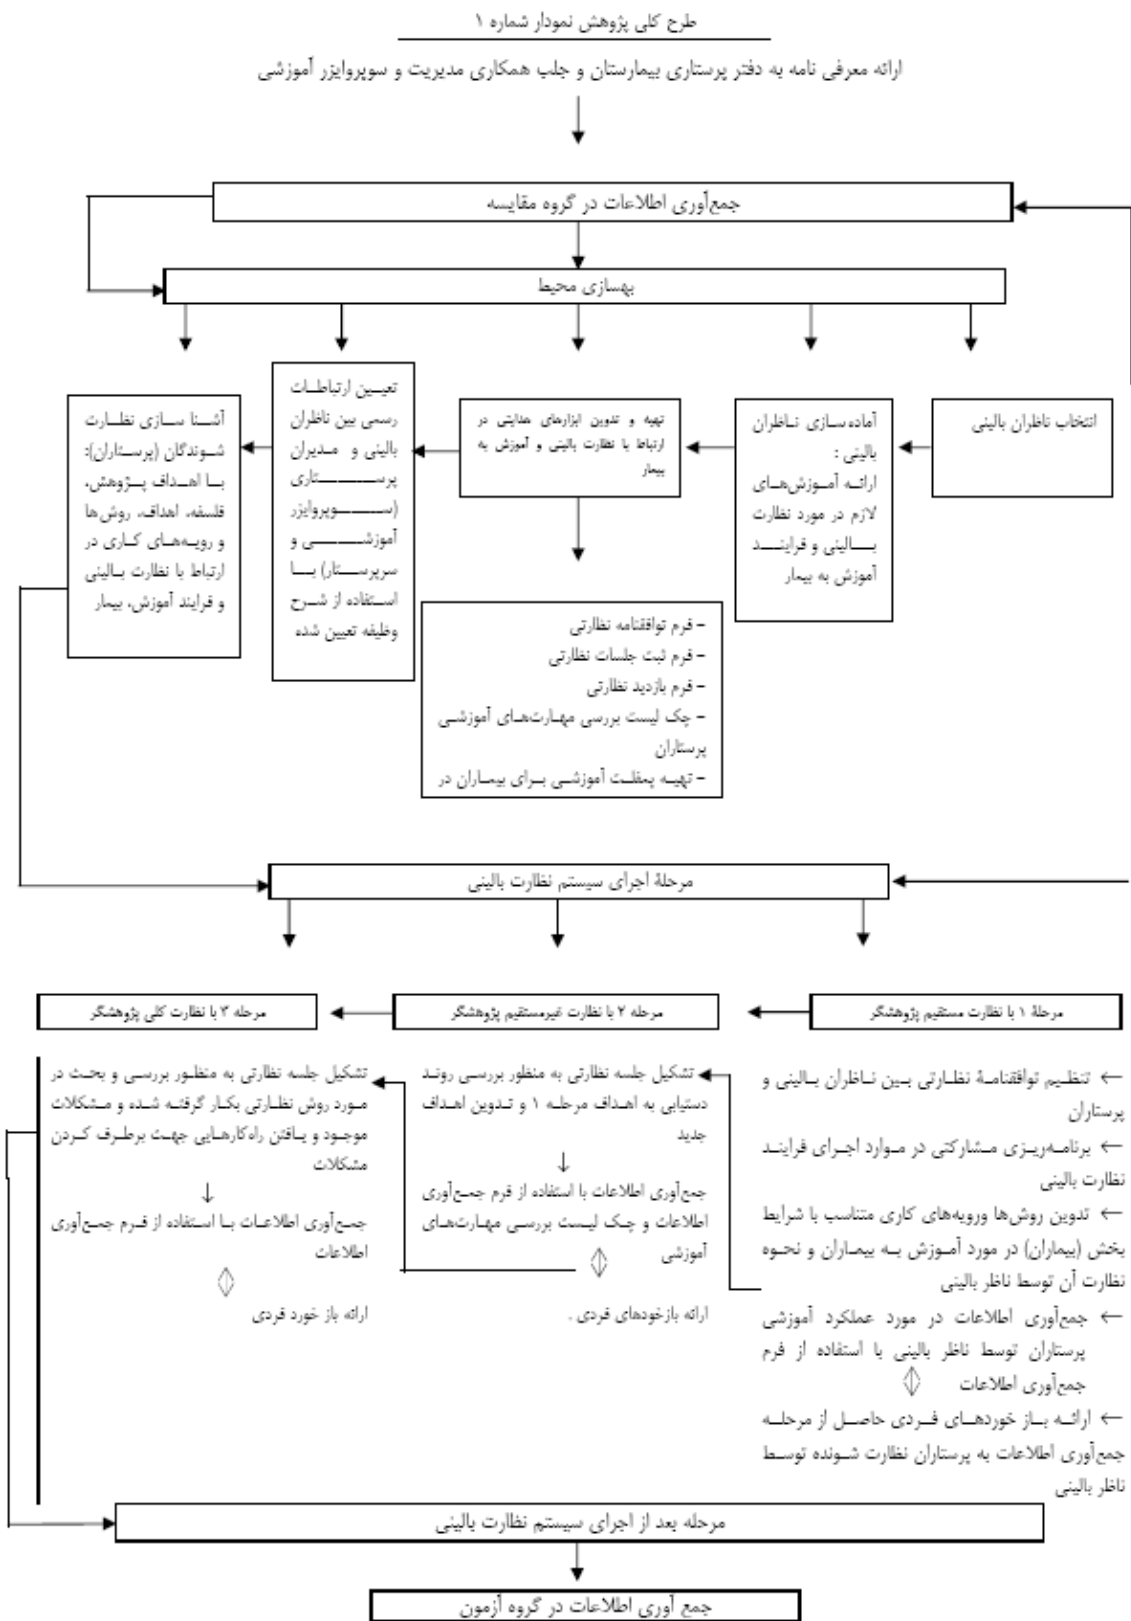 طرح کلی پژوهش نمودار شماره ۱
ارائه معرفی نامه به دفتر پرستاری بیمارستان و جلب همکاری مدیریت و سوپروایزر آموزشی
جمع‌آوری اطلاعات در گروه مقایسه
بهسازی محیط
انتخاب ناظران بالینی
آماده‌سازی ناظران
بالینی :
ارائه آموزش‌های
لازم در مورد نظارت
بالینی و فرایند
آموزش به بیمار
تهیه و تدوین ابزارهای هدایتی در
ارتباط با نظارت بالینی و آموزش به
بیمار
تعیین ارتباطات
رسمی بین ناظران
بالینی و مدیران
پرستاری
(سوپروایزر
آموزشی و
سرپرستار) با
استفاده از شرح
وظیفه تعیین شده
آشنا سازی نظارت
شوندگان (پرستاران):
با اهداف پژوهش،
فلسفه، اهداف، روش‌ها
و رویه‌های کاری در
ارتباط با نظارت بالینی
و فرایند آموزش، بیمار
- فرم توافقنامه نظارتی
- فرم ثبت جلسات نظارتی
- فرم بازدید نظارتی
- چک لیست بررسی مهارت‌های آموزشی
پرستاران
- تهیه پمفلت آموزشی برای بیماران در
مرحلهٔ اجرای سیستم نظارت بالینی
مرحلهٔ ۱ با نظارت مستقیم پژوهشگر
مرحله ۲ با نظارت غیرمستقیم پژوهشگر
مرحله ۳ با نظارت کلی پژوهشگر
← تنظیم توافقنامهٔ نظارتی بین ناظران بالینی و
پرستاران
← برنامه‌ریزی مشارکتی در موارد اجرای فرایند
نظارت بالینی
← تدوین روش‌ها ورویه‌های کاری متناسب با شرایط
بخش (بیماران) در مورد آموزش به بیماران و نحوه
نظارت آن توسط ناظر بالینی
← جمع‌آوری اطلاعات در مورد عملکرد آموزشی
پرستاران توسط ناظر بالینی با استفاده از فرم
جمع‌آوری اطلاعات
← ارائه باز خوردهای فردی حاصل از مرحله
جمع‌آوری اطلاعات به پرستاران نظارت شونده توسط
ناظر بالینی
تشکیل جلسه نظارتی به منظور بررسی روند
دستیابی به اهداف مرحله ۱ و تدوین اهداف
جدید
↓
جمع‌آوری اطلاعات با استفاده از فرم جمع‌آوری
اطلاعات و چک لیست بررسی مهارت‌های
آموزشی
ارائه بازخودهای فردی .
تشکیل جلسه نظارتی به منظور بررسی و بحث در
مورد روش نظارتی بکار گرفته شده و مشکلات
موجود و یافتن راه‌کارهایی جهت برطرف کردن
مشکلات
↓
جمع‌آوری اطلاعات با استفاده از فرم جمع‌آوری
اطلاعات
ارائه باز خورد فردی
مرحله بعد از اجرای سیستم نظارت بالینی
جمع آوری اطلاعات در گروه آزمون